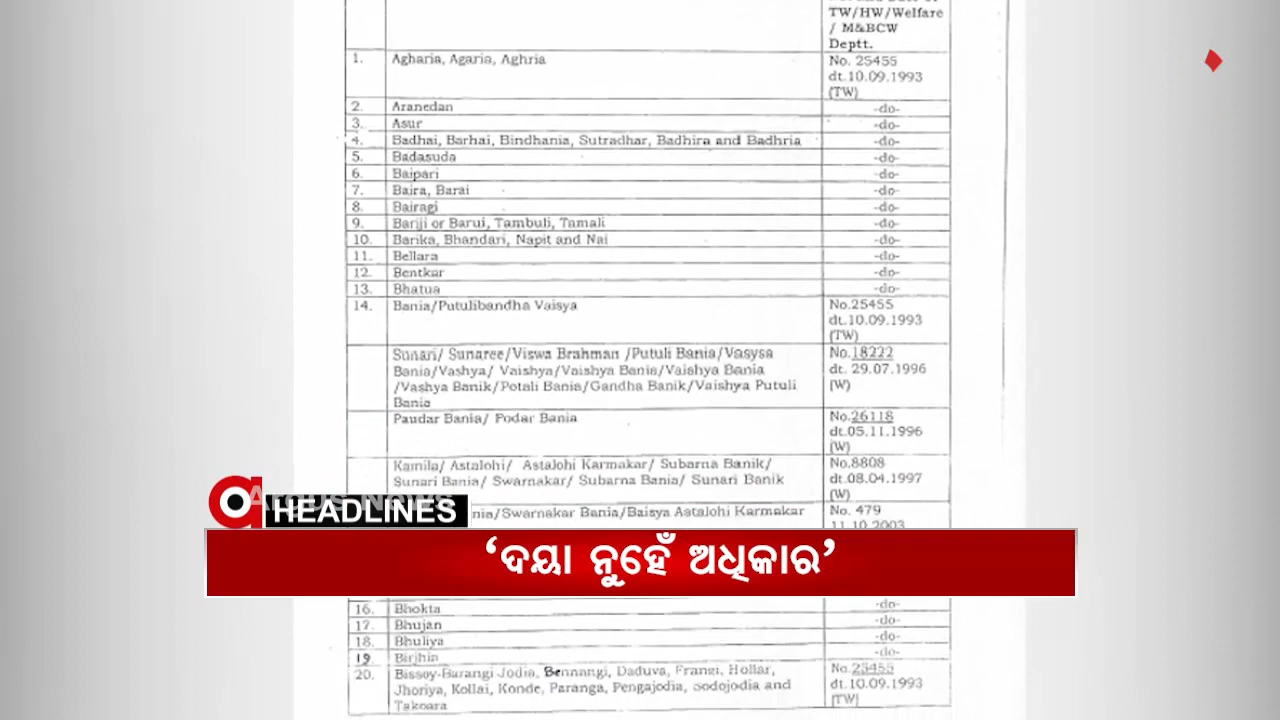 TW/HW/Welfare
/ M&BCW
Deptt.
1. Agharia, Agaria, Aghria No. 25455
dt.10.09.1993
(TW)
2. Aranedan -do-
3. Asur -do-
4. Badhai, Barhai, Bindhania, Sutradhar, Badhira and Badhria -do-
5. Badasuda -do-
6. Baipari -do-
7. Baira, Barai -do-
8. Bairagi -do-
9. Banji or Barui, Tambuli, Tamali -do-
10. Barika, Bhandari, Napit and Nai -do-
11. Bellara -do-
12. Bentkar -do-
13. Bhatua -do-
14. Bania/Putulibandha Vaisya No.25455
dt.10.09.1993
(TW)
Sunari/ Sunaree/Viswa Brahman /Putuli Bania/Vasysa No.18222
Bania/Vashya/ Vaishya/Vaishya Bania/Vaishya Bania dt. 29.07.1996
/Vashya Banik/Potali Bania/Gandha Banik/Vaishya Putuli (W)
Bania
Paudar Bania/ Podar Bania No.26118
dt.05.11.1996
(W)
Kamila/ Astalohi/ Astalohi Karmakar/ Subarna Banik/ No.8808
Sunari Bania/ Swarnakar/ Subarna Bania/ Sunari Banik dt.08.04.1997
(W)
nia/Swarnakar Bania/Baisya Astalohi Karmakar No. 479
11.10.2003
HEADLINES
‘ଦୟା ନୁହେଁ ଅଧିକାର’
16. Bhokta -do-
17. Bhujan -do-
18. Bhuliya -do-
19 Birjhin -do-
20. Bissoy-Barangi Jodia, Bennangi, Daduva, Frangi, Hollar, No.25455
Jhoriya, Kollai, Konde, Paranga, Pengajodia, Sodojodia and dt.10.09.1993
Takoara (TW)